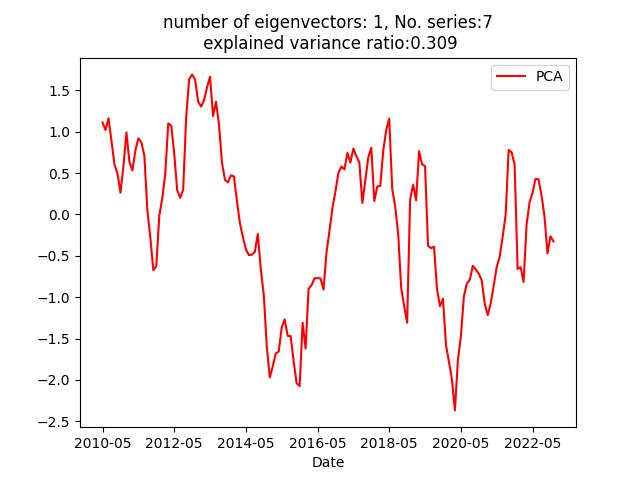 number of eigenvectors: 1, No. series:7
explained variance ratio:0.309
PCA
1.5
1.0
0.5
0.0
−0.5
−1.0
−1.5
−2.0
−2.5
2010-05 2012-05 2014-05 2016-05 2018-05 2020-05 2022-05
Date